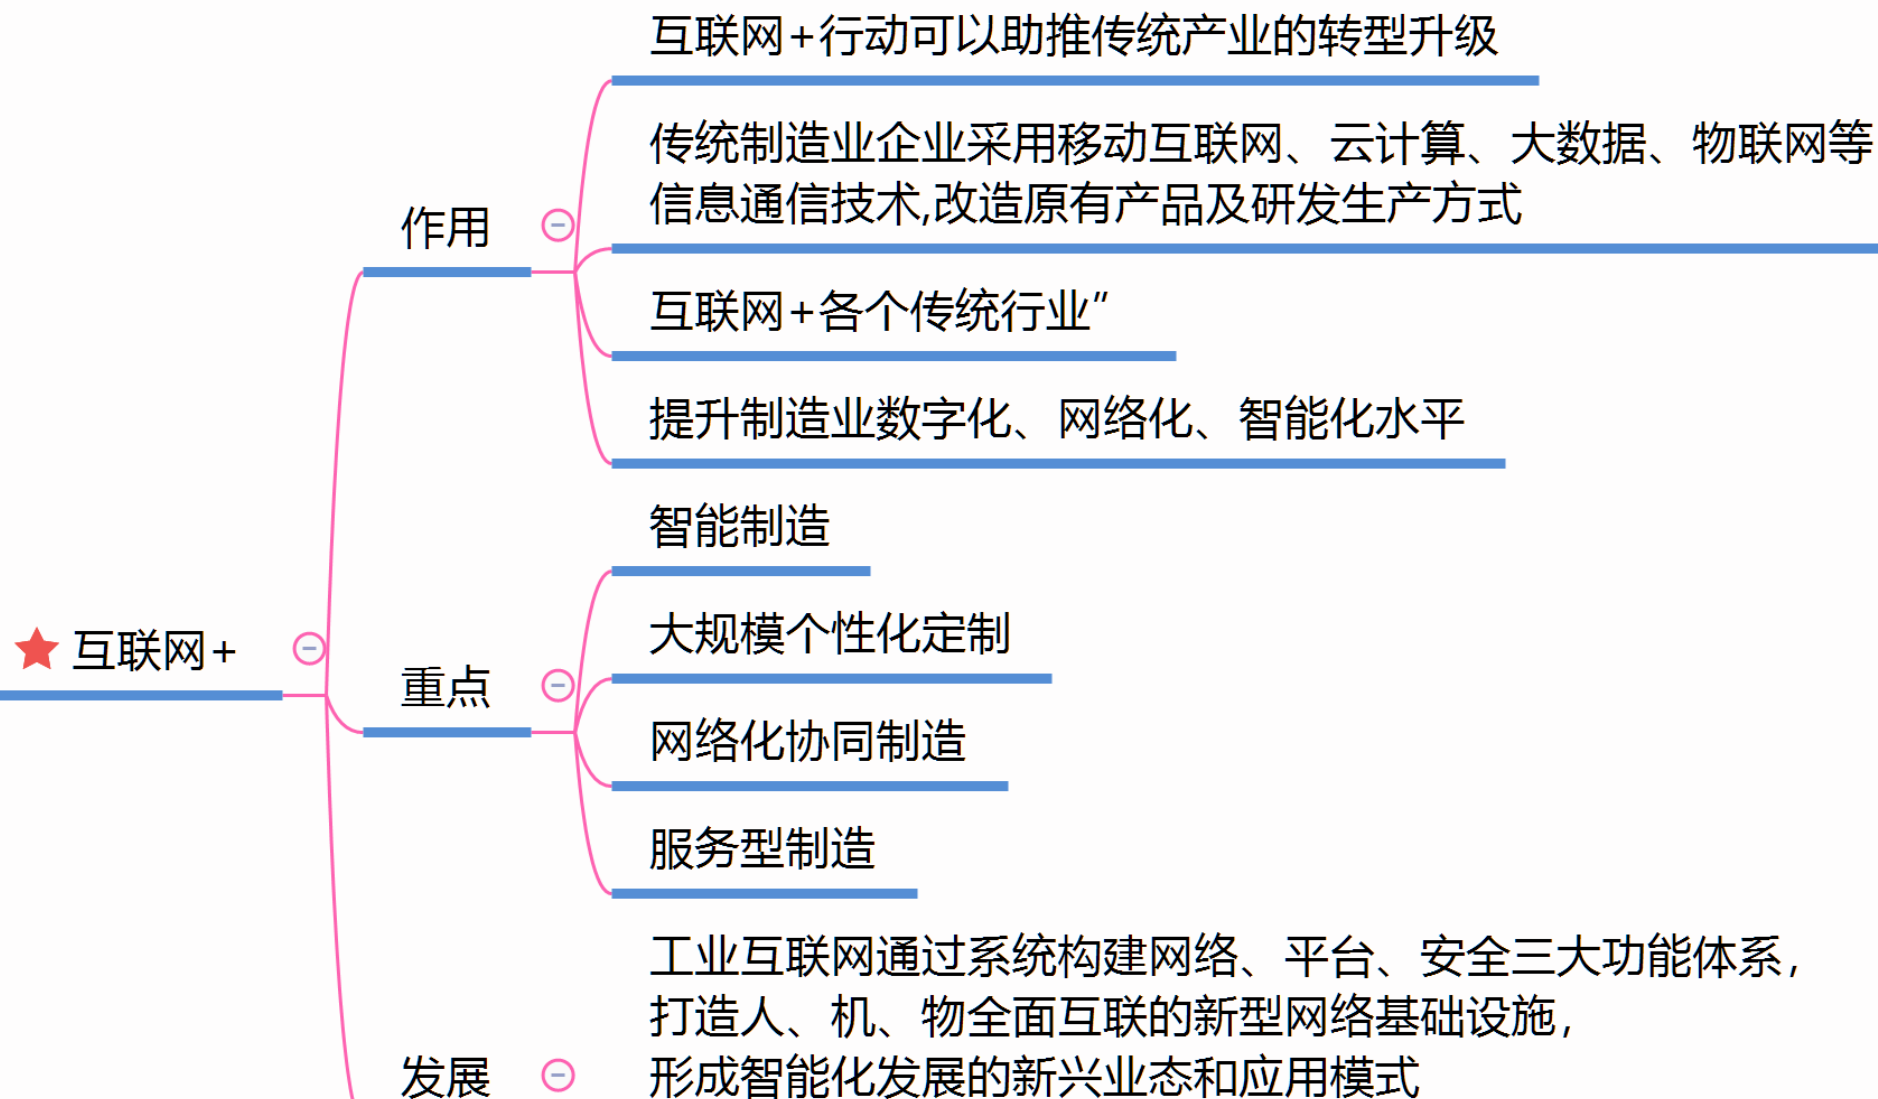 互联网+行动可以助推传统产业的转型升级
传统制造业企业采用移动互联网、云计算、大数据、物联网等
信息通信技术,改造原有产品及研发生产方式
作用
互联网+各个传统行业”
提升制造业数字化、网络化、智能化水平
智能制造
大规模个性化定制
互联网+
重点
网络化协同制造
服务型制造
工业互联网通过系统构建网络、平台、安全三大功能体系，
打造人、机、物全面互联的新型网络基础设施，
发展
形成智能化发展的新兴业态和应用模式